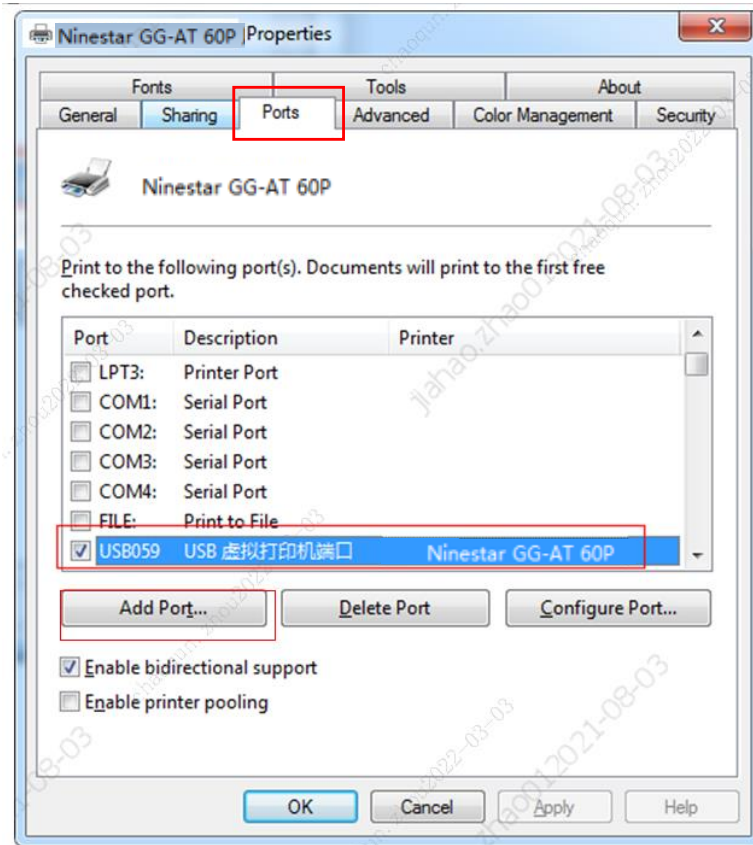 Ninestar GG-AT 60P Properties
Fonts Tools About
General Sharing Ports Advanced Color Management Security
Ninestar GG-AT 60P
Print to the following port(s). Documents will print to the first free
checked port.
Port Description Printer
LPT3: Printer Port
COM1: Serial Port
COM2: Serial Port
COM3: Serial Port
COM4: Serial Port
FILE: Print to File
USB059 USB 虚拟打印机端口 Ninestar GG-AT 60P
Add Port... Delete Port Configure Port...
Enable bidirectional support
Enable printer pooling
OK Cancel Apply Help